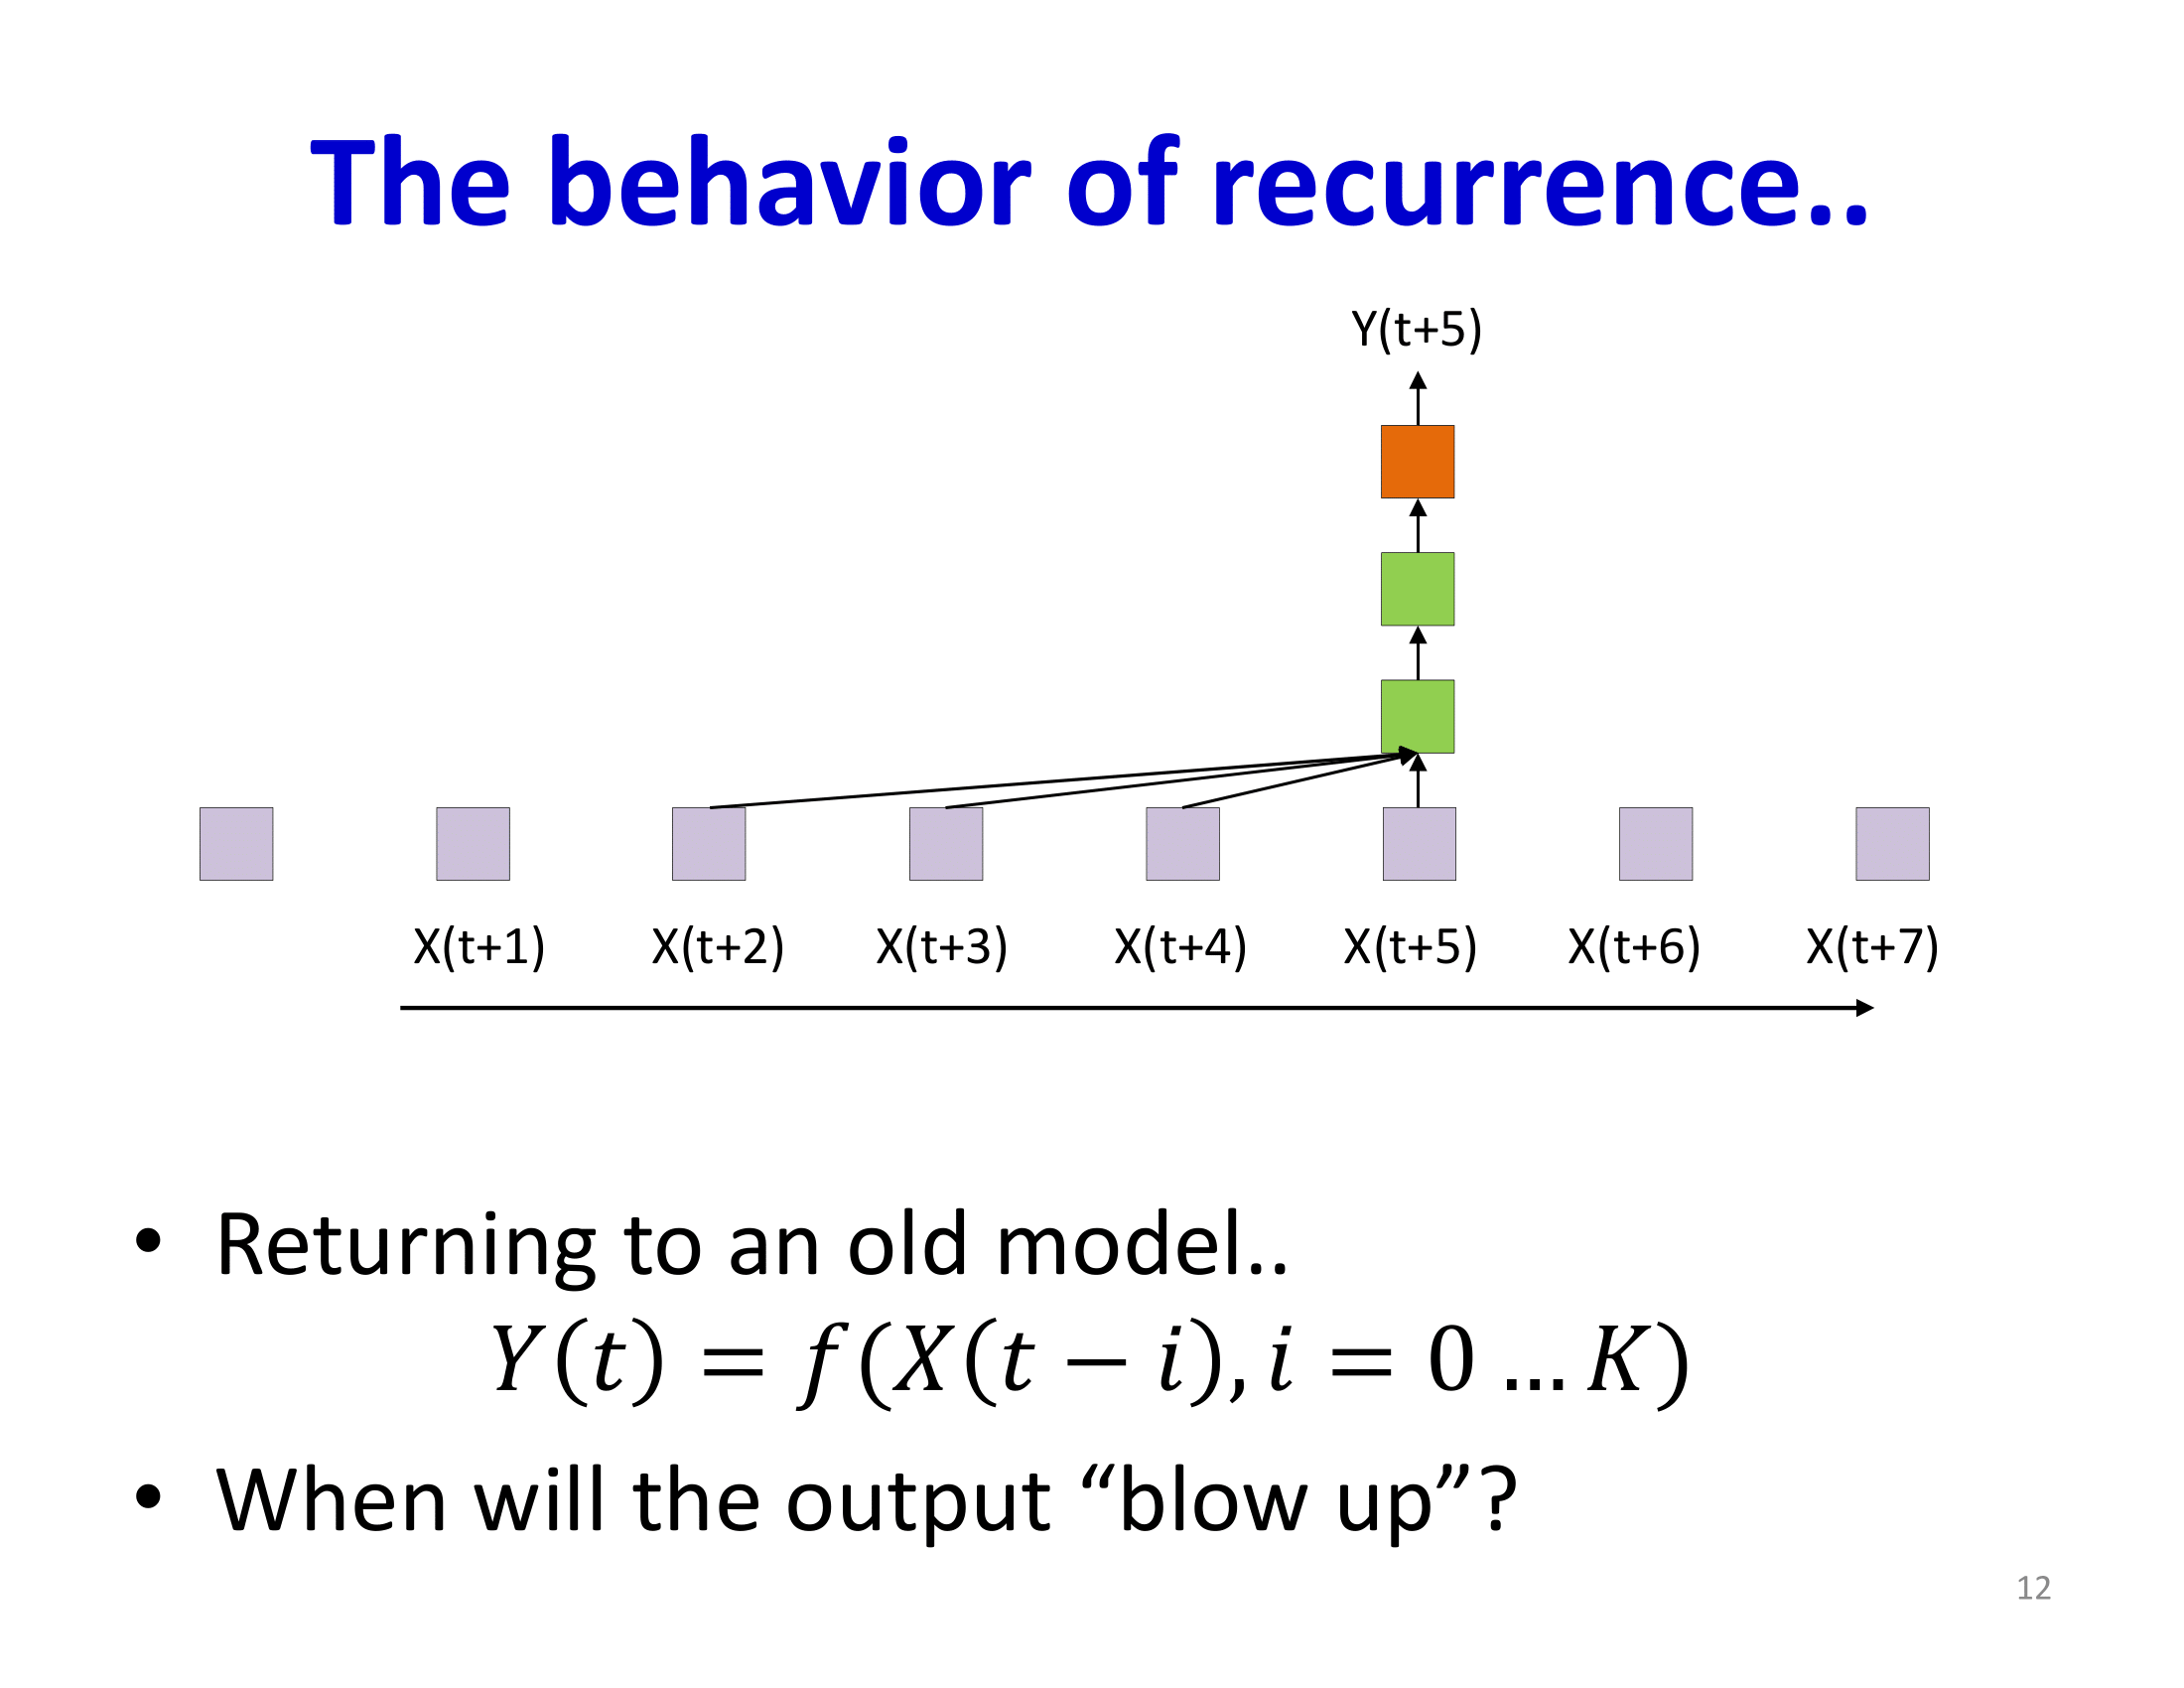 The behavior of recurrence..
Y(t+5)
X(t+1) X(t+2) X(t+3) X(t+4) X(t+5) X(t+6) X(t+7)
• Returning to an old model..
Y(t) = f(X(t − i), i = 0 … K)
• When will the output “blow up”?
12